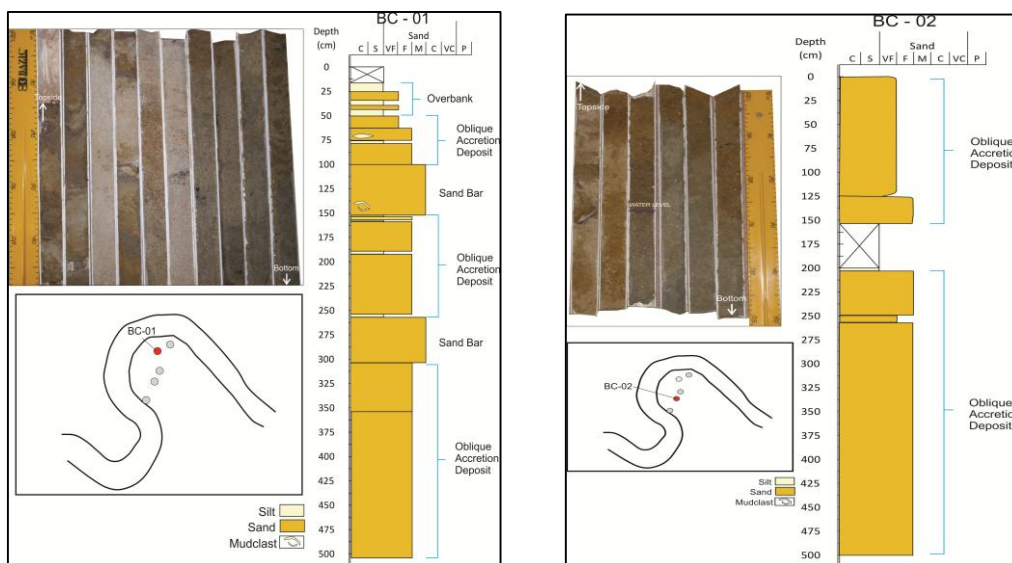 BC - 01
Sand
Depth
(cm)
C S VF F M C VC P
0
25
50
75
100
125
150
175
200
225
250
275
300
325
350
375
400
425
450
475
500
Overbank
Oblique
Accretion
Deposit
Sand Bar
Oblique
Accretion
Deposit
Sand Bar
Oblique
Accretion
Deposit
Topside
Bottom
BAZIC
BC-01
Silt
Sand
Mudclast
BC - 02
Sand
Depth
(cm)
C S VF F M C VC P
0
25
50
75
100
125
150
175
200
225
250
275
300
325
350
375
400
425
450
475
500
Oblique
Accretion
Deposit
Oblique
Accretion
Deposit
Topside
WATER LEVEL
Bottom
BC-02
Silt
Sand
Mudclast